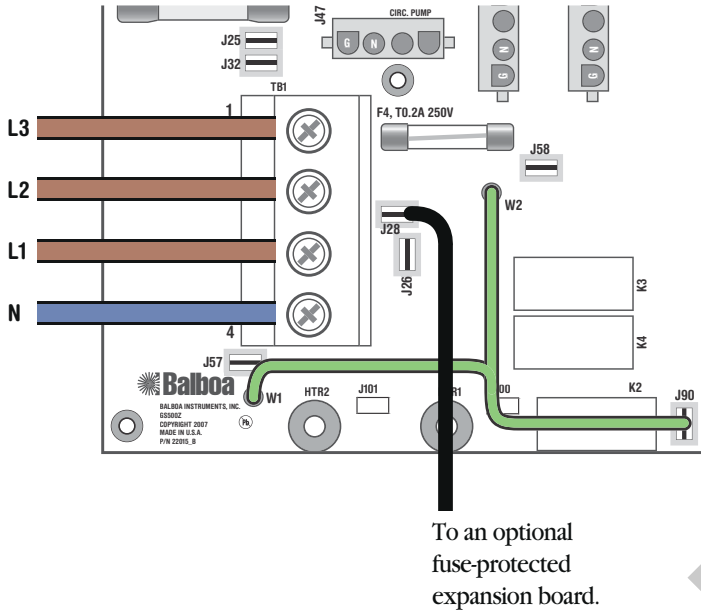 J47
CIRC. PUMP
G N
N
G
N
G
J25
J32
TB1
1
F4, T0.2A 250V
L3
J58
L2
W2
J28
L1
J26
K3
N
4
K4
J57
Balboa
BALBOA INSTRUMENTS, INC.
GS500Z
COPYRIGHT 2007
MADE IN U.S.A.
P/N 22015_B
Pb
W1
HTR2
J101
R1
00
K2
J90
To an optional
fuse-protected
expansion board.